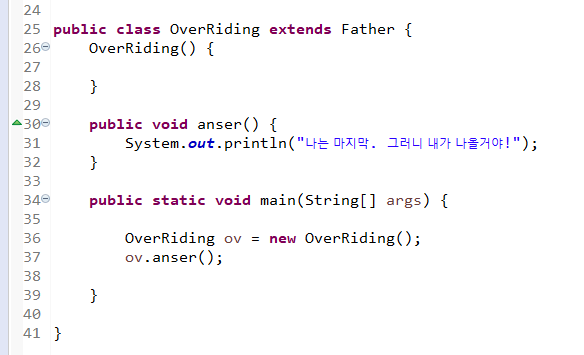 24
25 public class OverRiding extends Father {
26 OverRiding() {
27
28 }
29
30 public void anser() {
31 System.out.println("나는 마지막. 그러니 내가 나올거야!");
32 }
33
34 public static void main(String[] args) {
35
36 OverRiding ov = new OverRiding();
37 ov.anser();
38
39 }
40
41 }